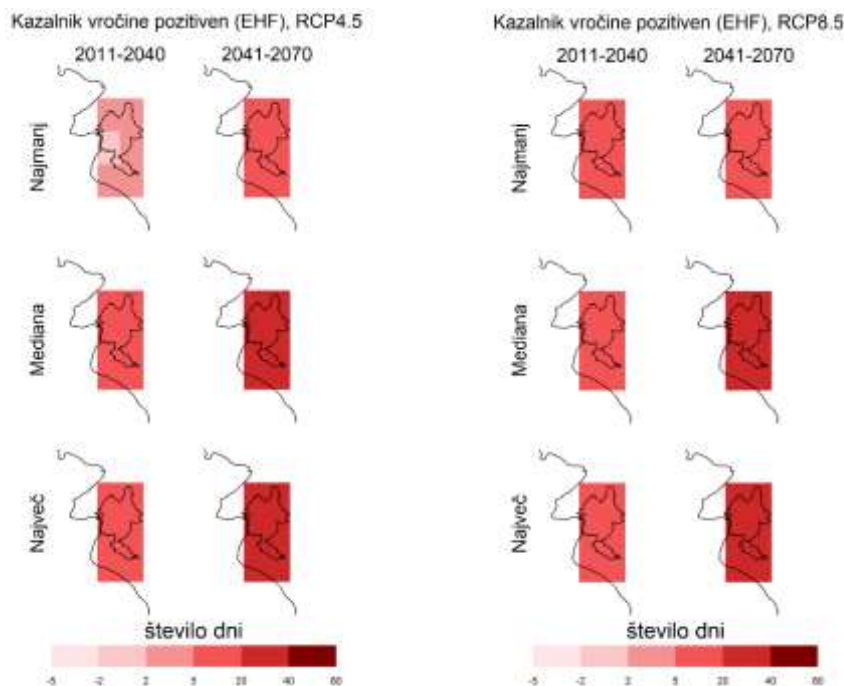 Kazalnik vročine pozitiven (EHF), RCP4.5
2011-2040 2041-2070
Najmanj
Mediana
Največ
število dni
-5 -2 2 5 20 40 60
Kazalnik vročine pozitiven (EHF), RCP8.5
2011-2040 2041-2070
Najmanj
Mediana
Največ
število dni
-5 -2 2 5 20 40 60